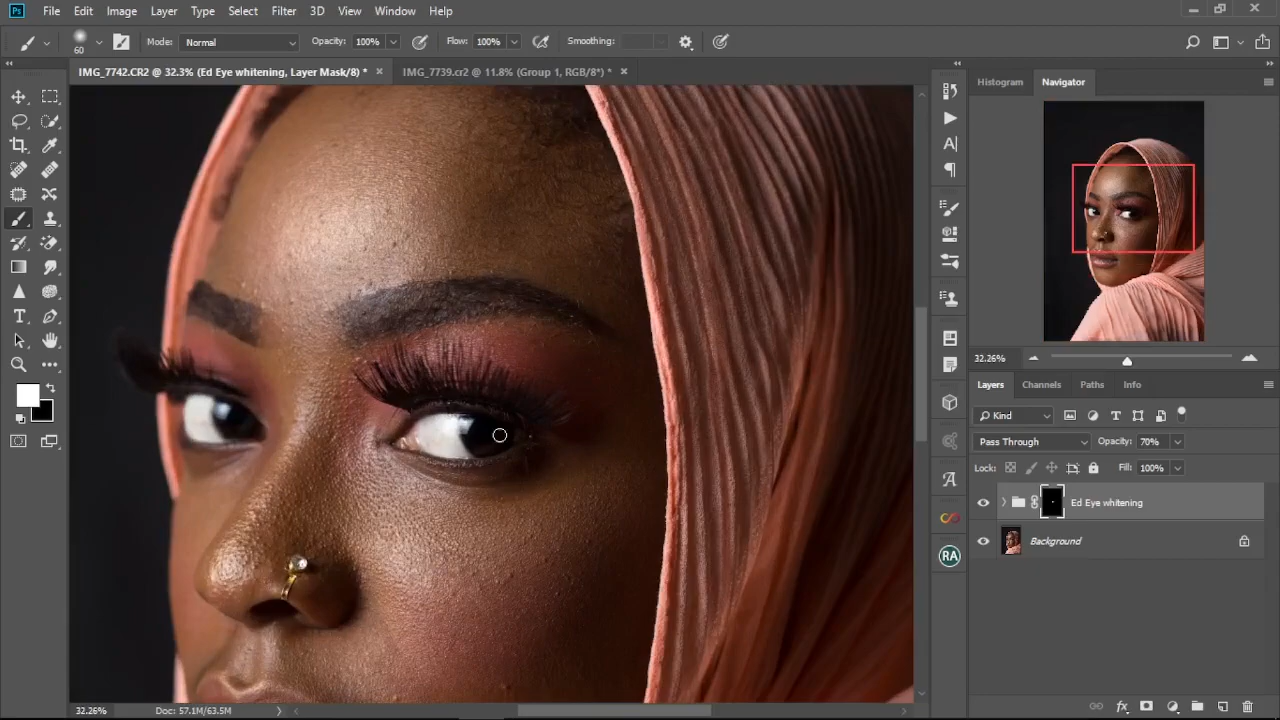 Ps File Edit Image Layer Type Select Filter 3D View Window Help
60 Mode: Normal Opacity: 100% Flow: 100% Smoothing:
IMG_7742.CR2 @ 32.3% (Ed Eye whitening, Layer Mask/8) * IMG_7739.cr2 @ 11.8% (Group 1, RGB/8*) *
Histogram Navigator
32.26%
Layers Channels Paths Info
Kind
Pass Through Opacity: 70%
Lock: Fill: 100%
Ed Eye whitening
Background
RA
32.26% Doc: 57.1M/63.5M